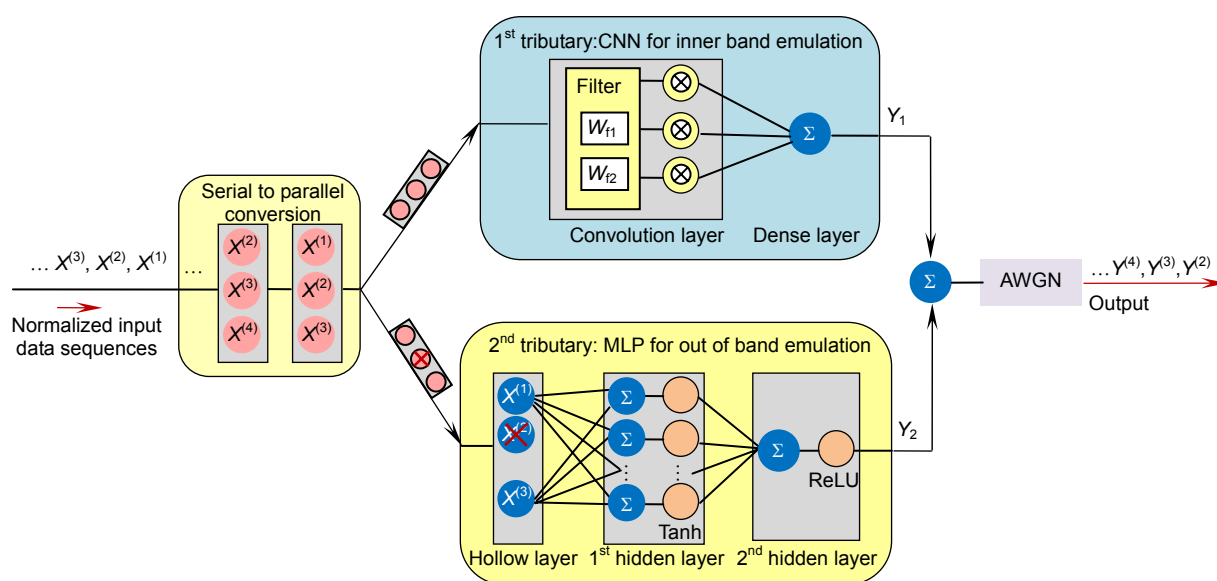 1st tributary:CNN for inner band emulation
Filter
Wf1
Wf2
Convolution layer
Dense layer
Σ
Y1
Serial to parallel
conversion
X(2)
X(3)
X(4)
X(1)
X(2)
X(3)
... X(3), X(2), X(1)
...
Normalized input
data sequences
Σ
AWGN
...Y(4), Y(3), Y(2)
Output
2nd tributary: MLP for out of band emulation
X(1)
X(2)
X(3)
Σ
Σ
⋮
Σ
⋮
Tanh
Σ
ReLU
Y2
Hollow layer
1st hidden layer
2nd hidden layer